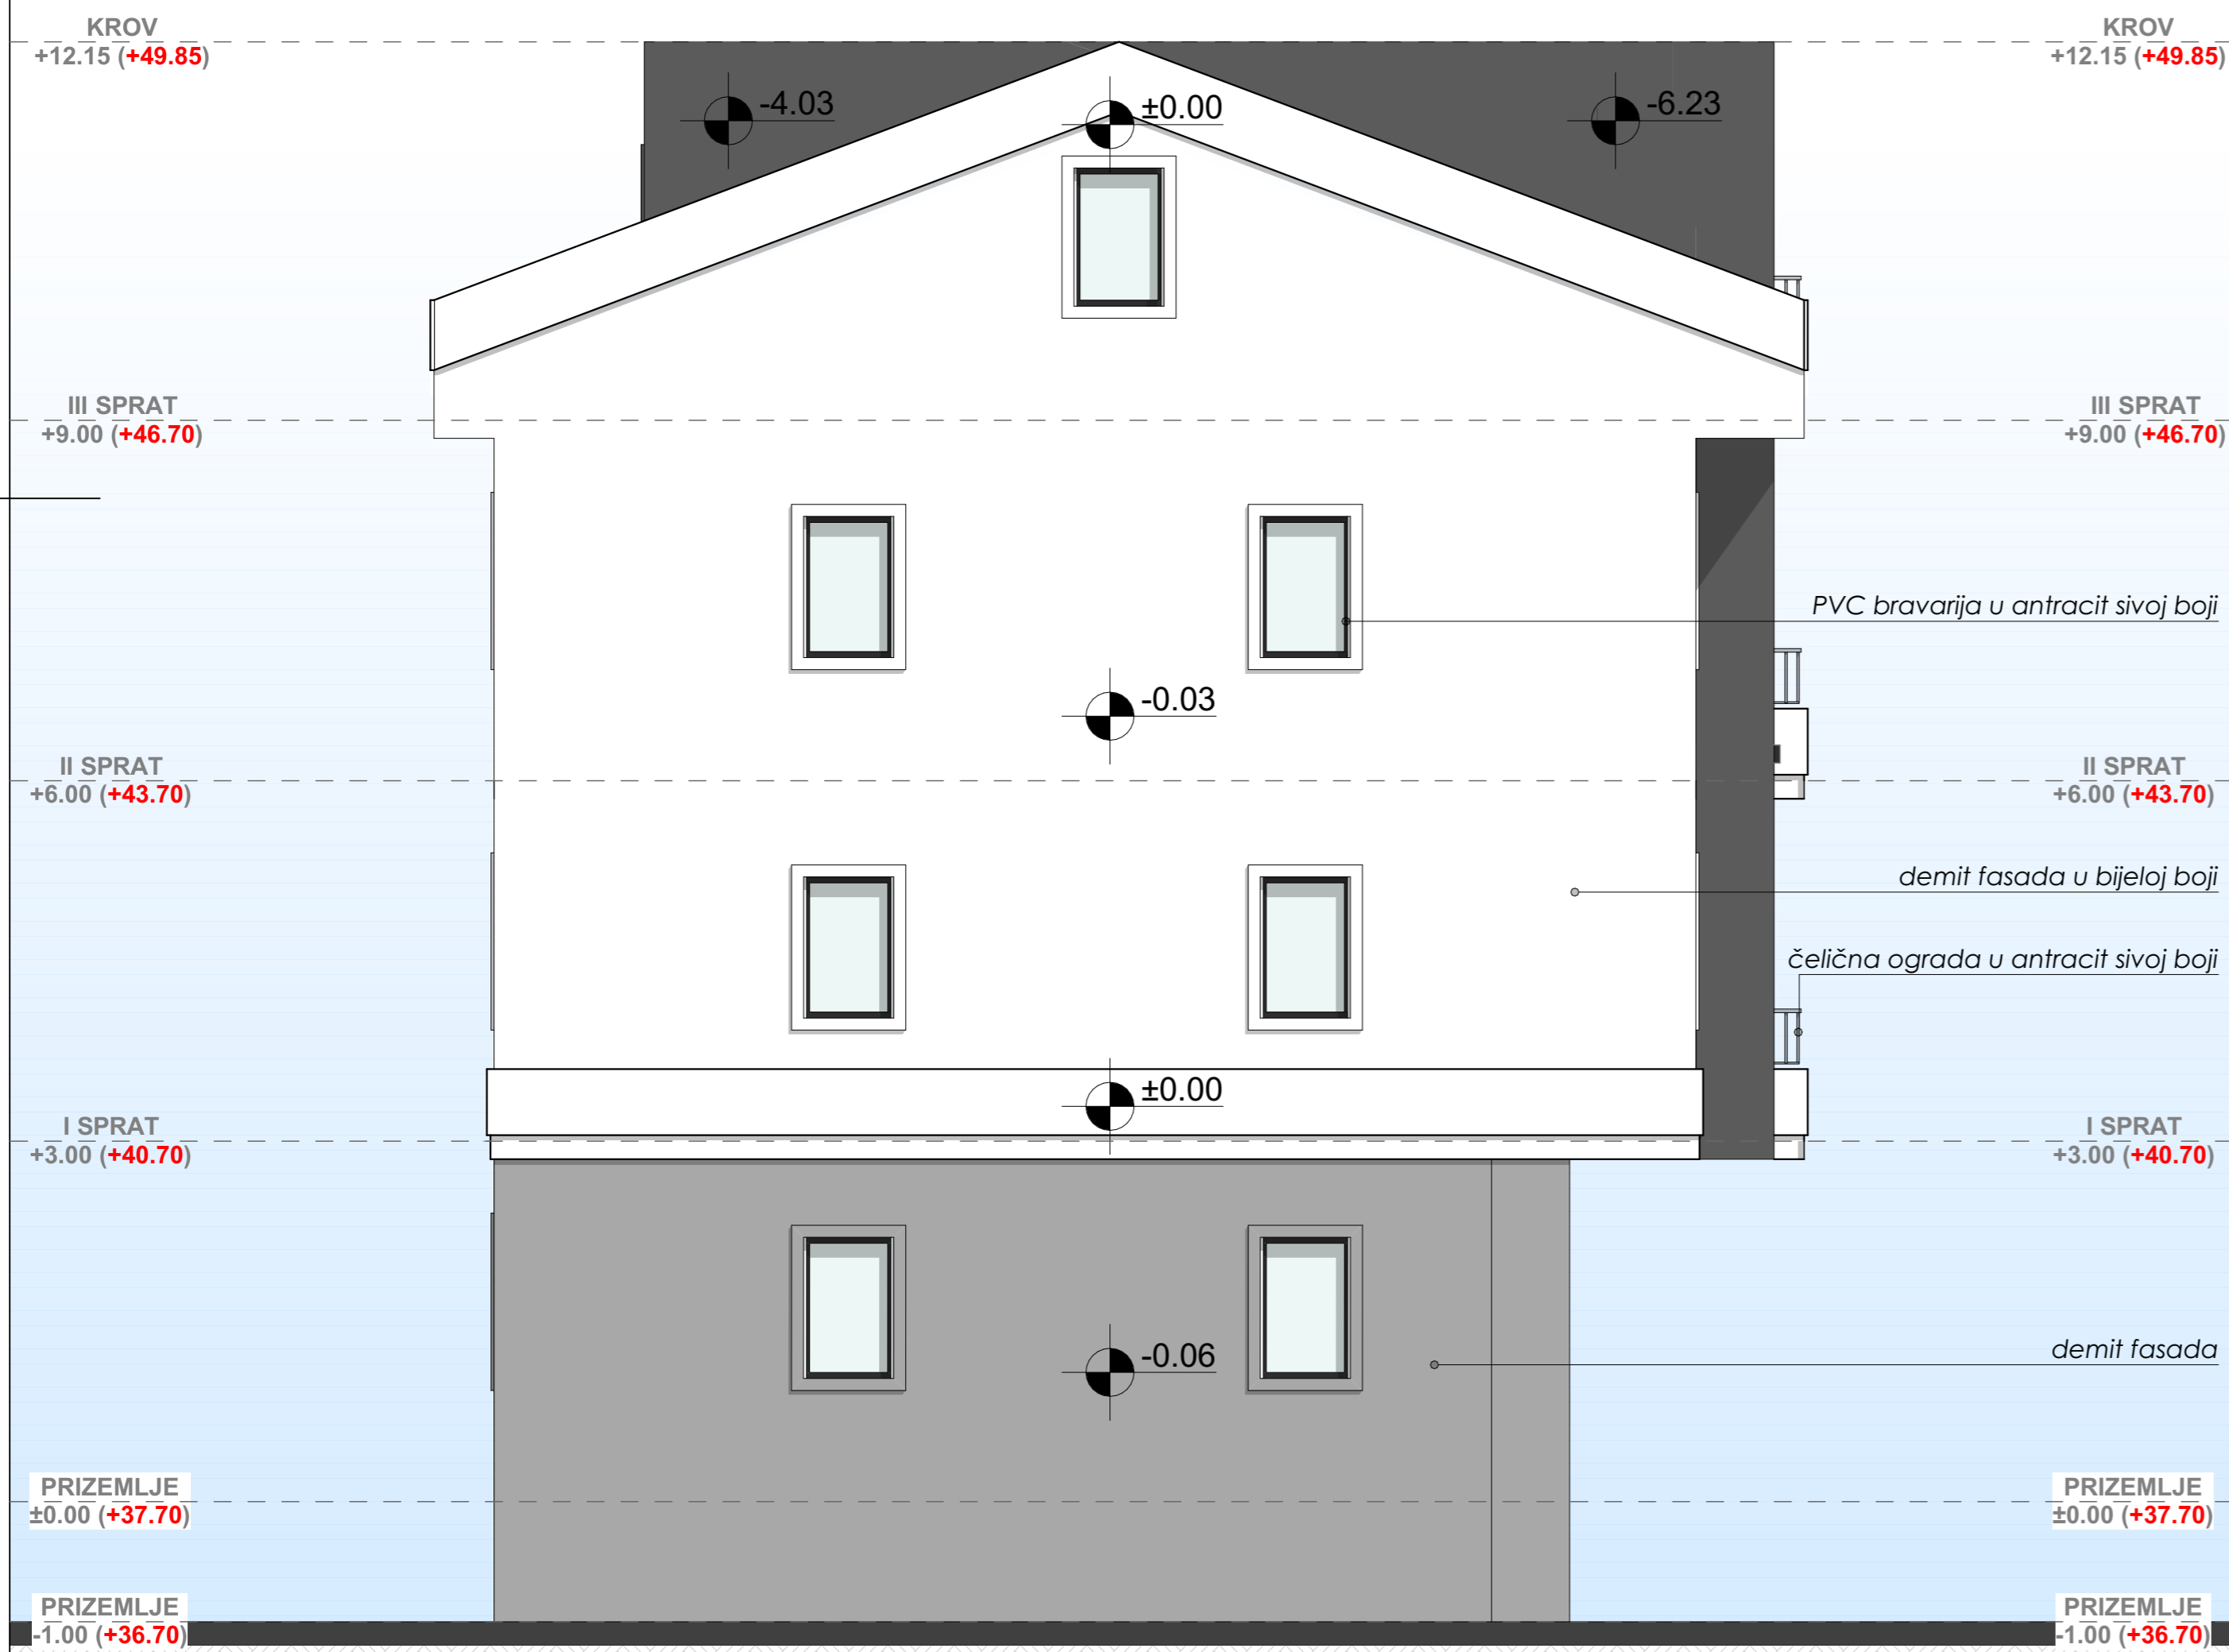 KROV
+12.15 (+49.85)
KROV
+12.15 (+49.85)
-4.03
±0.00
-6.23
III SPRAT
+9.00 (+46.70)
III SPRAT
+9.00 (+46.70)
PVC bravarija u antracit sivoj boji
-0.03
II SPRAT
+6.00 (+43.70)
II SPRAT
+6.00 (+43.70)
demit fasada u bijeloj boji
čelična ograda u antracit sivoj boji
±0.00
I SPRAT
+3.00 (+40.70)
I SPRAT
+3.00 (+40.70)
-0.06
demit fasada
PRIZEMLJE
±0.00 (+37.70)
PRIZEMLJE
±0.00 (+37.70)
PRIZEMLJE
-1.00 (+36.70)
PRIZEMLJE
-1.00 (+36.70)